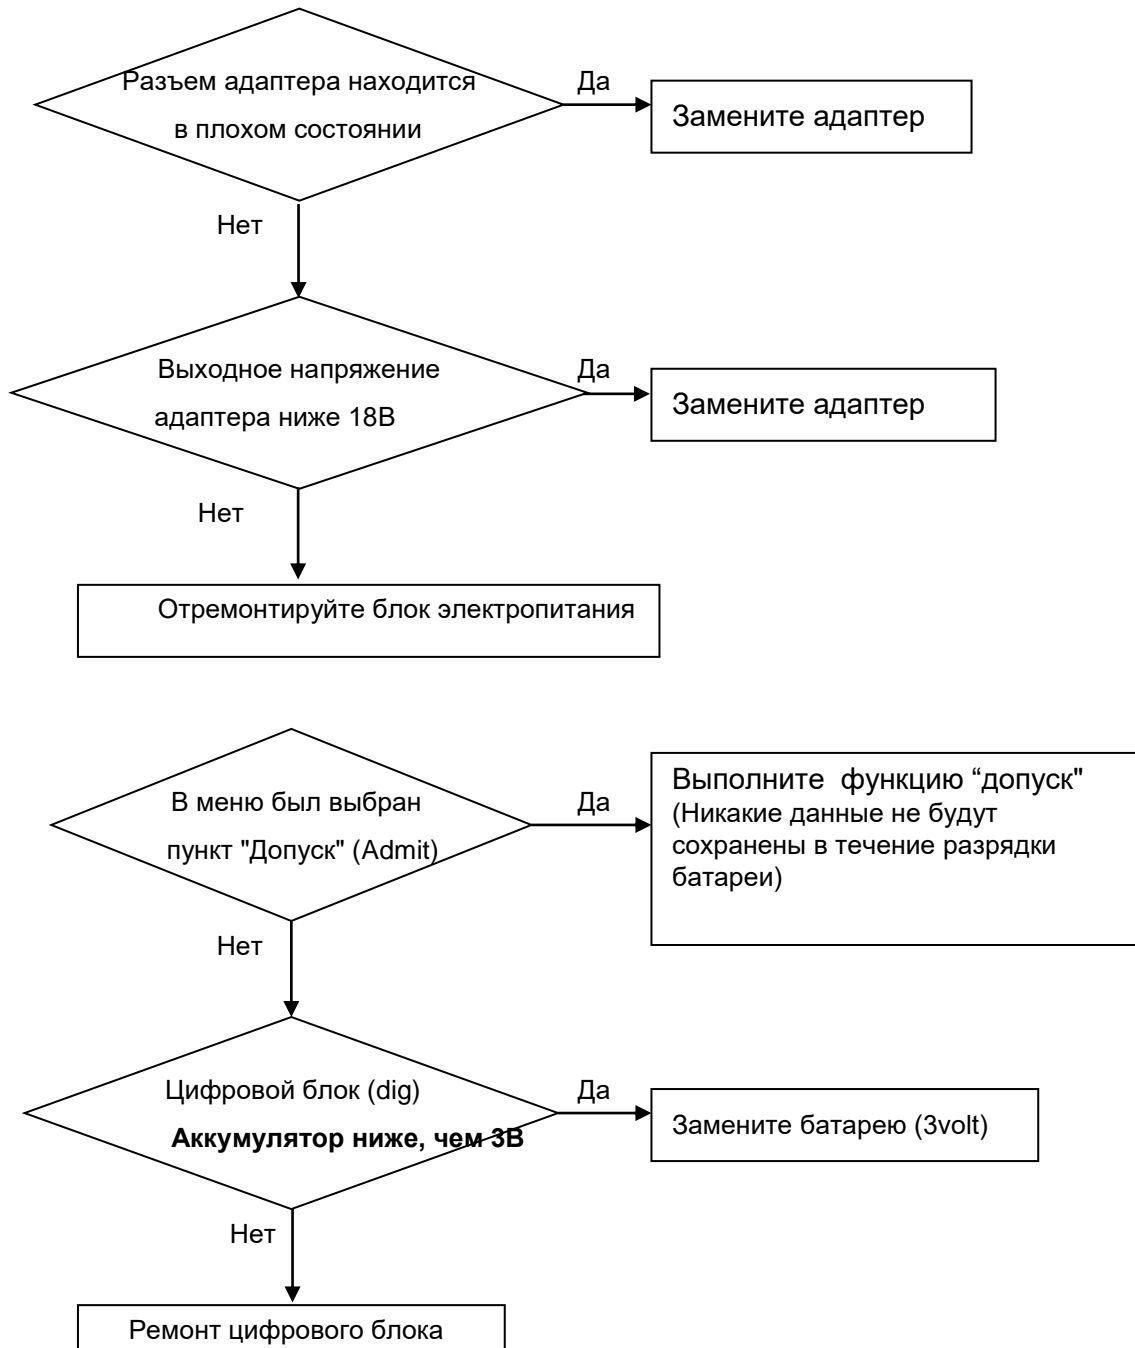 Разъем адаптера находится
в плохом состоянии
Да
Замените адаптер
Нет
Выходное напряжение
адаптера ниже 18В
Да
Замените адаптер
Нет
Отремонтируйте блок электропитания
В меню был выбран
пункт "Допуск" (Admit)
Да
Выполните функцию “допуск"
(Никакие данные не будут
сохранены в течение разрядки
батареи)
Нет
Цифровой блок (dig)
Аккумулятор ниже, чем 3В
Да
Замените батарею (3volt)
Нет
Ремонт цифрового блока